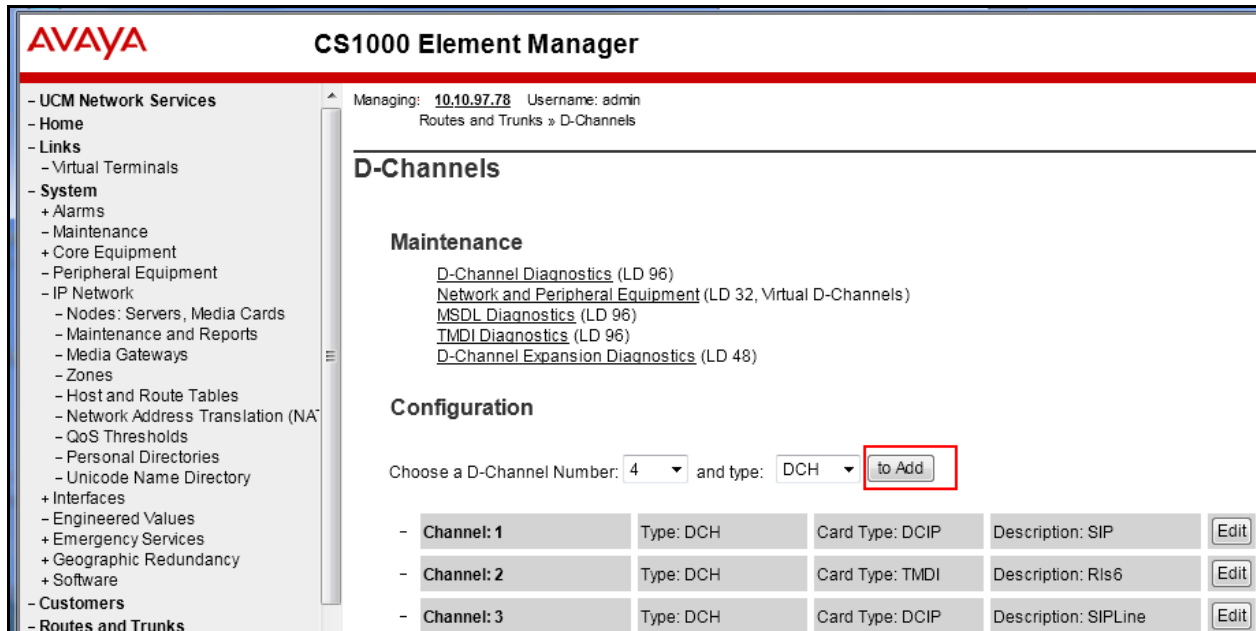 AVAYA
CS1000 Element Manager
– UCM Network Services
– Home
– Links
– Virtual Terminals
– System
+ Alarms
– Maintenance
+ Core Equipment
– Peripheral Equipment
– IP Network
– Nodes: Servers, Media Cards
– Maintenance and Reports
– Media Gateways
– Zones
– Host and Route Tables
– Network Address Translation (NAT
– QoS Thresholds
– Personal Directories
– Unicode Name Directory
+ Interfaces
– Engineered Values
+ Emergency Services
+ Geographic Redundancy
+ Software
– Customers
– Routes and Trunks
Managing: 10.10.97.78 Username: admin
Routes and Trunks » D-Channels
D-Channels
Maintenance
D-Channel Diagnostics (LD 96)
Network and Peripheral Equipment (LD 32, Virtual D-Channels)
MSDL Diagnostics (LD 96)
TMDI Diagnostics (LD 96)
D-Channel Expansion Diagnostics (LD 48)
Configuration
Choose a D-Channel Number: 4 and type: DCH to Add
– Channel: 1 Type: DCH Card Type: DCIP Description: SIP Edit
– Channel: 2 Type: DCH Card Type: TMDI Description: Rls6 Edit
– Channel: 3 Type: DCH Card Type: DCIP Description: SIPLine Edit